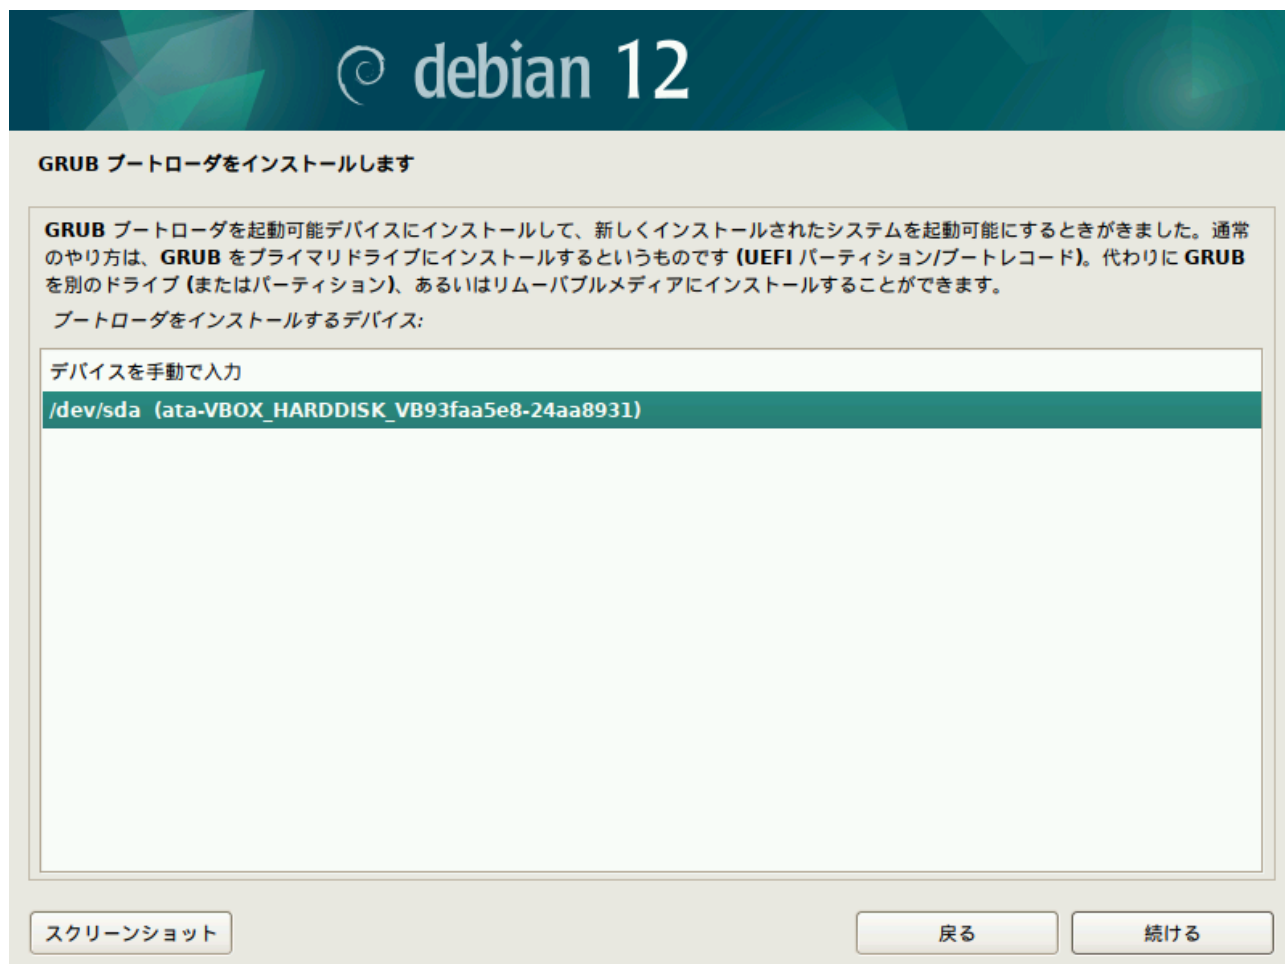 debian 12
GRUB ブートローダをインストールします
GRUB ブートローダを起動可能デバイスにインストールして、新しくインストールされたシステムを起動可能にするときがきました。通常
のやり方は、GRUB をプライマリドライブにインストールするというものです (UEFI パーティション/ブートレコード)。代わりに GRUB
を別のドライブ (またはパーティション)、あるいはリムーバブルメディアにインストールすることができます。
ブートローダをインストールするデバイス:
デバイスを手動で入力
/dev/sda (ata-VBOX_HARDDISK_VB93faa5e8-24aa8931)
スクリーンショット
戻る
続ける